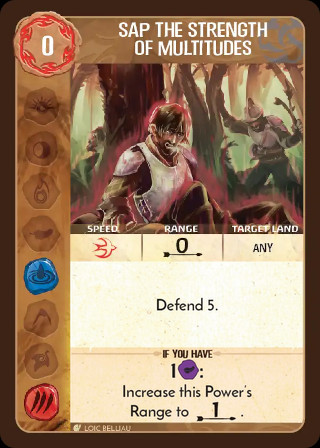 0
SAP THE STRENGTH
OF MULTITUDES
SPEED RANGE TARGET LAND
0 ANY
Defend 5.
IF YOU HAVE
1 :
Increase this Power's
Range to 1 .
LOIC BELLIAU